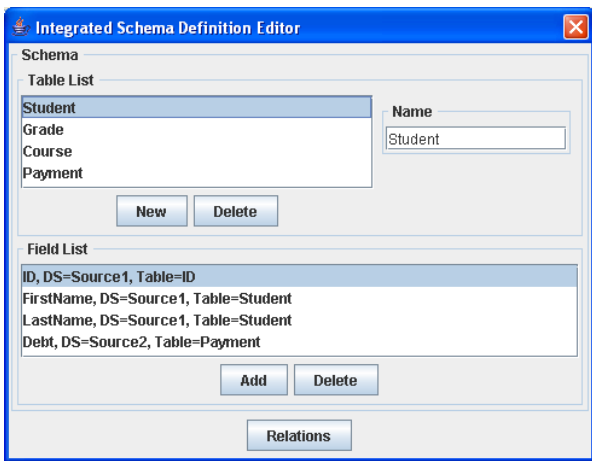 Integrated Schema Definition Editor
Schema
Table List
Student
Grade
Course
Payment
Name
Student
New Delete
Field List
ID, DS=Source1, Table=ID
FirstName, DS=Source1, Table=Student
LastName, DS=Source1, Table=Student
Debt, DS=Source2, Table=Payment
Add Delete
Relations